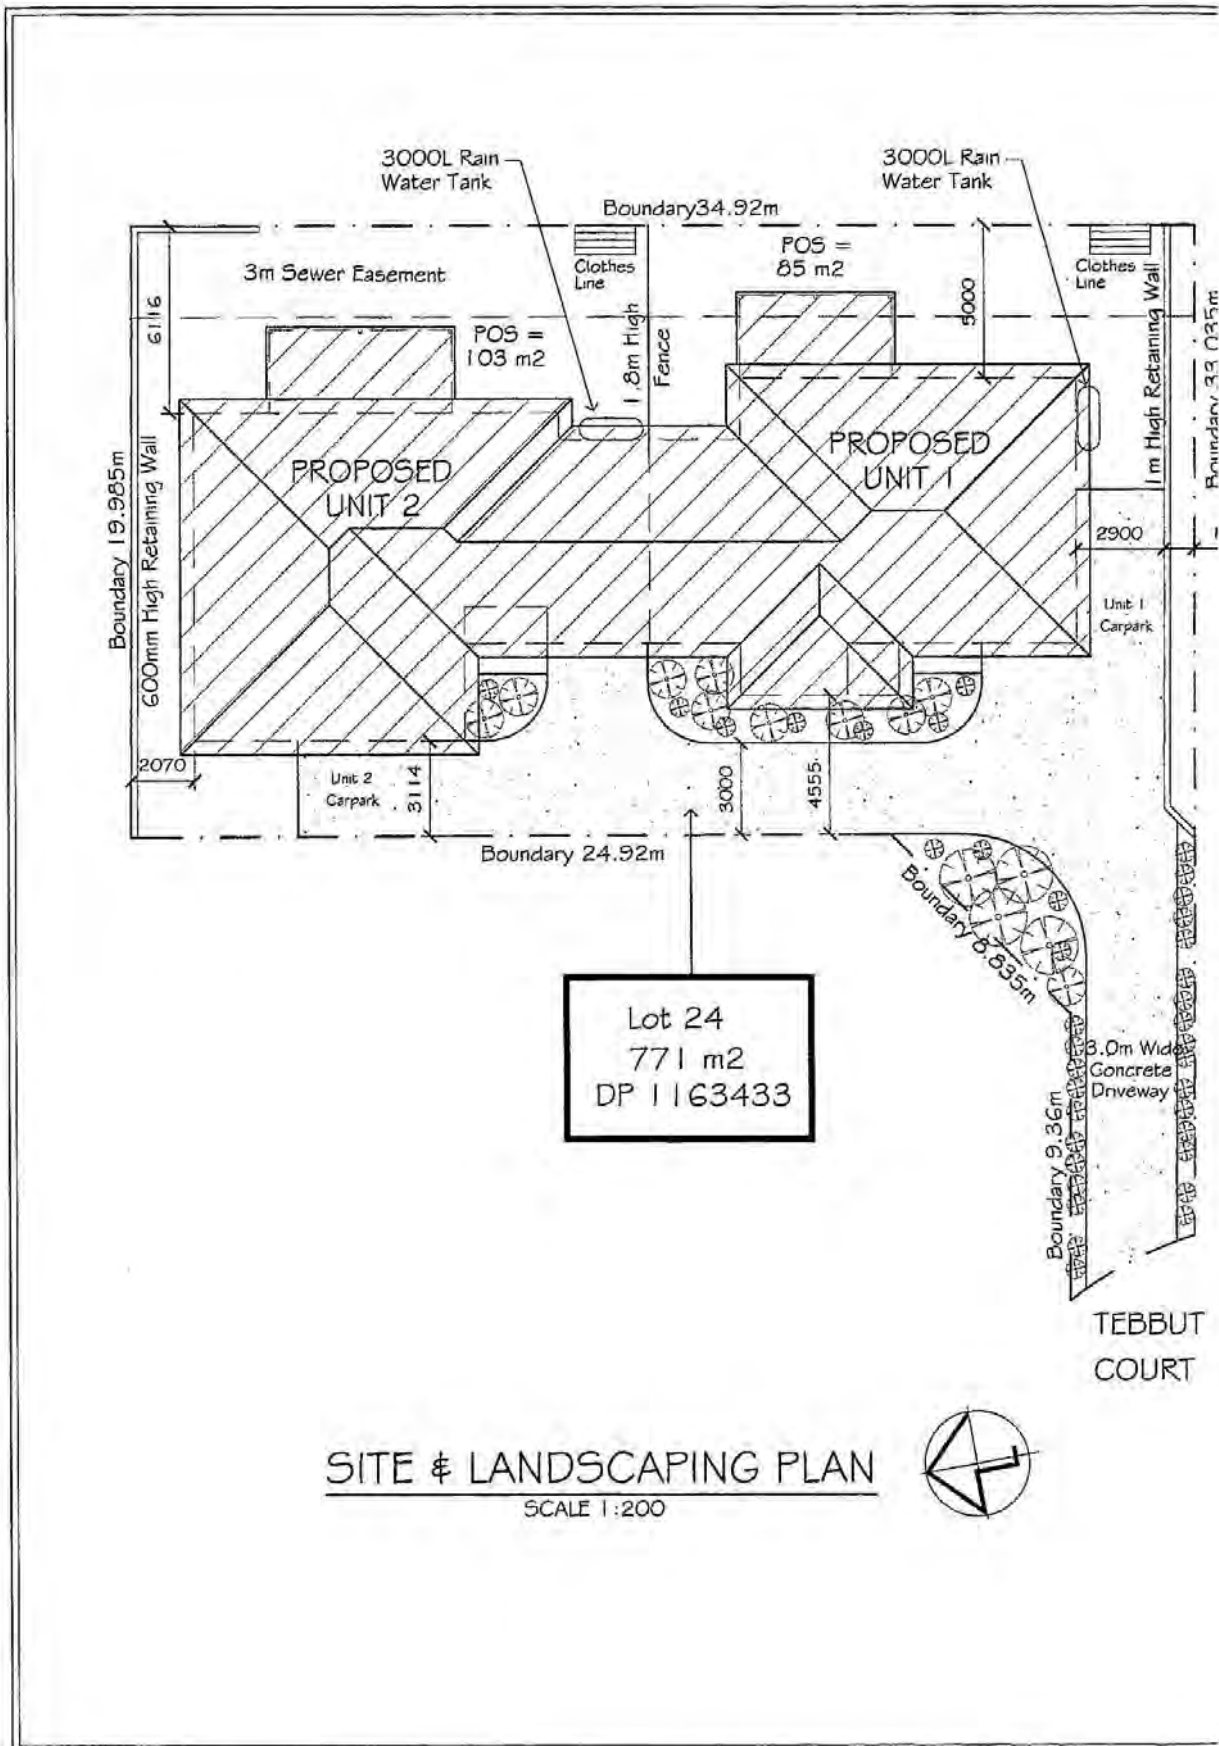 3000L Rain
Water Tank
3000L Rain
Water Tank
Boundary34.92m
3m Sewer Easement
Clothes
Line
POS =
85 m2
Clothes
Line
6116
POS =
103 m2
1.8m High
Fence
5000
1m High Retaining Wall
Boundary 33.035m
PROPOSED
UNIT 2
PROPOSED
UNIT 1
Boundary 19.985m
600mm High Retaining Wall
2900
Unit 1
Carpark
2070
Unit 2
Carpark
3114
3000
4555
Boundary 24.92m
Boundary 8.835m
Lot 24
771 m2
DP 1163433
3.0m Wide
Concrete
Driveway
Boundary 9.36m
TEBBUT
COURT
SITE & LANDSCAPING PLAN
SCALE 1:200